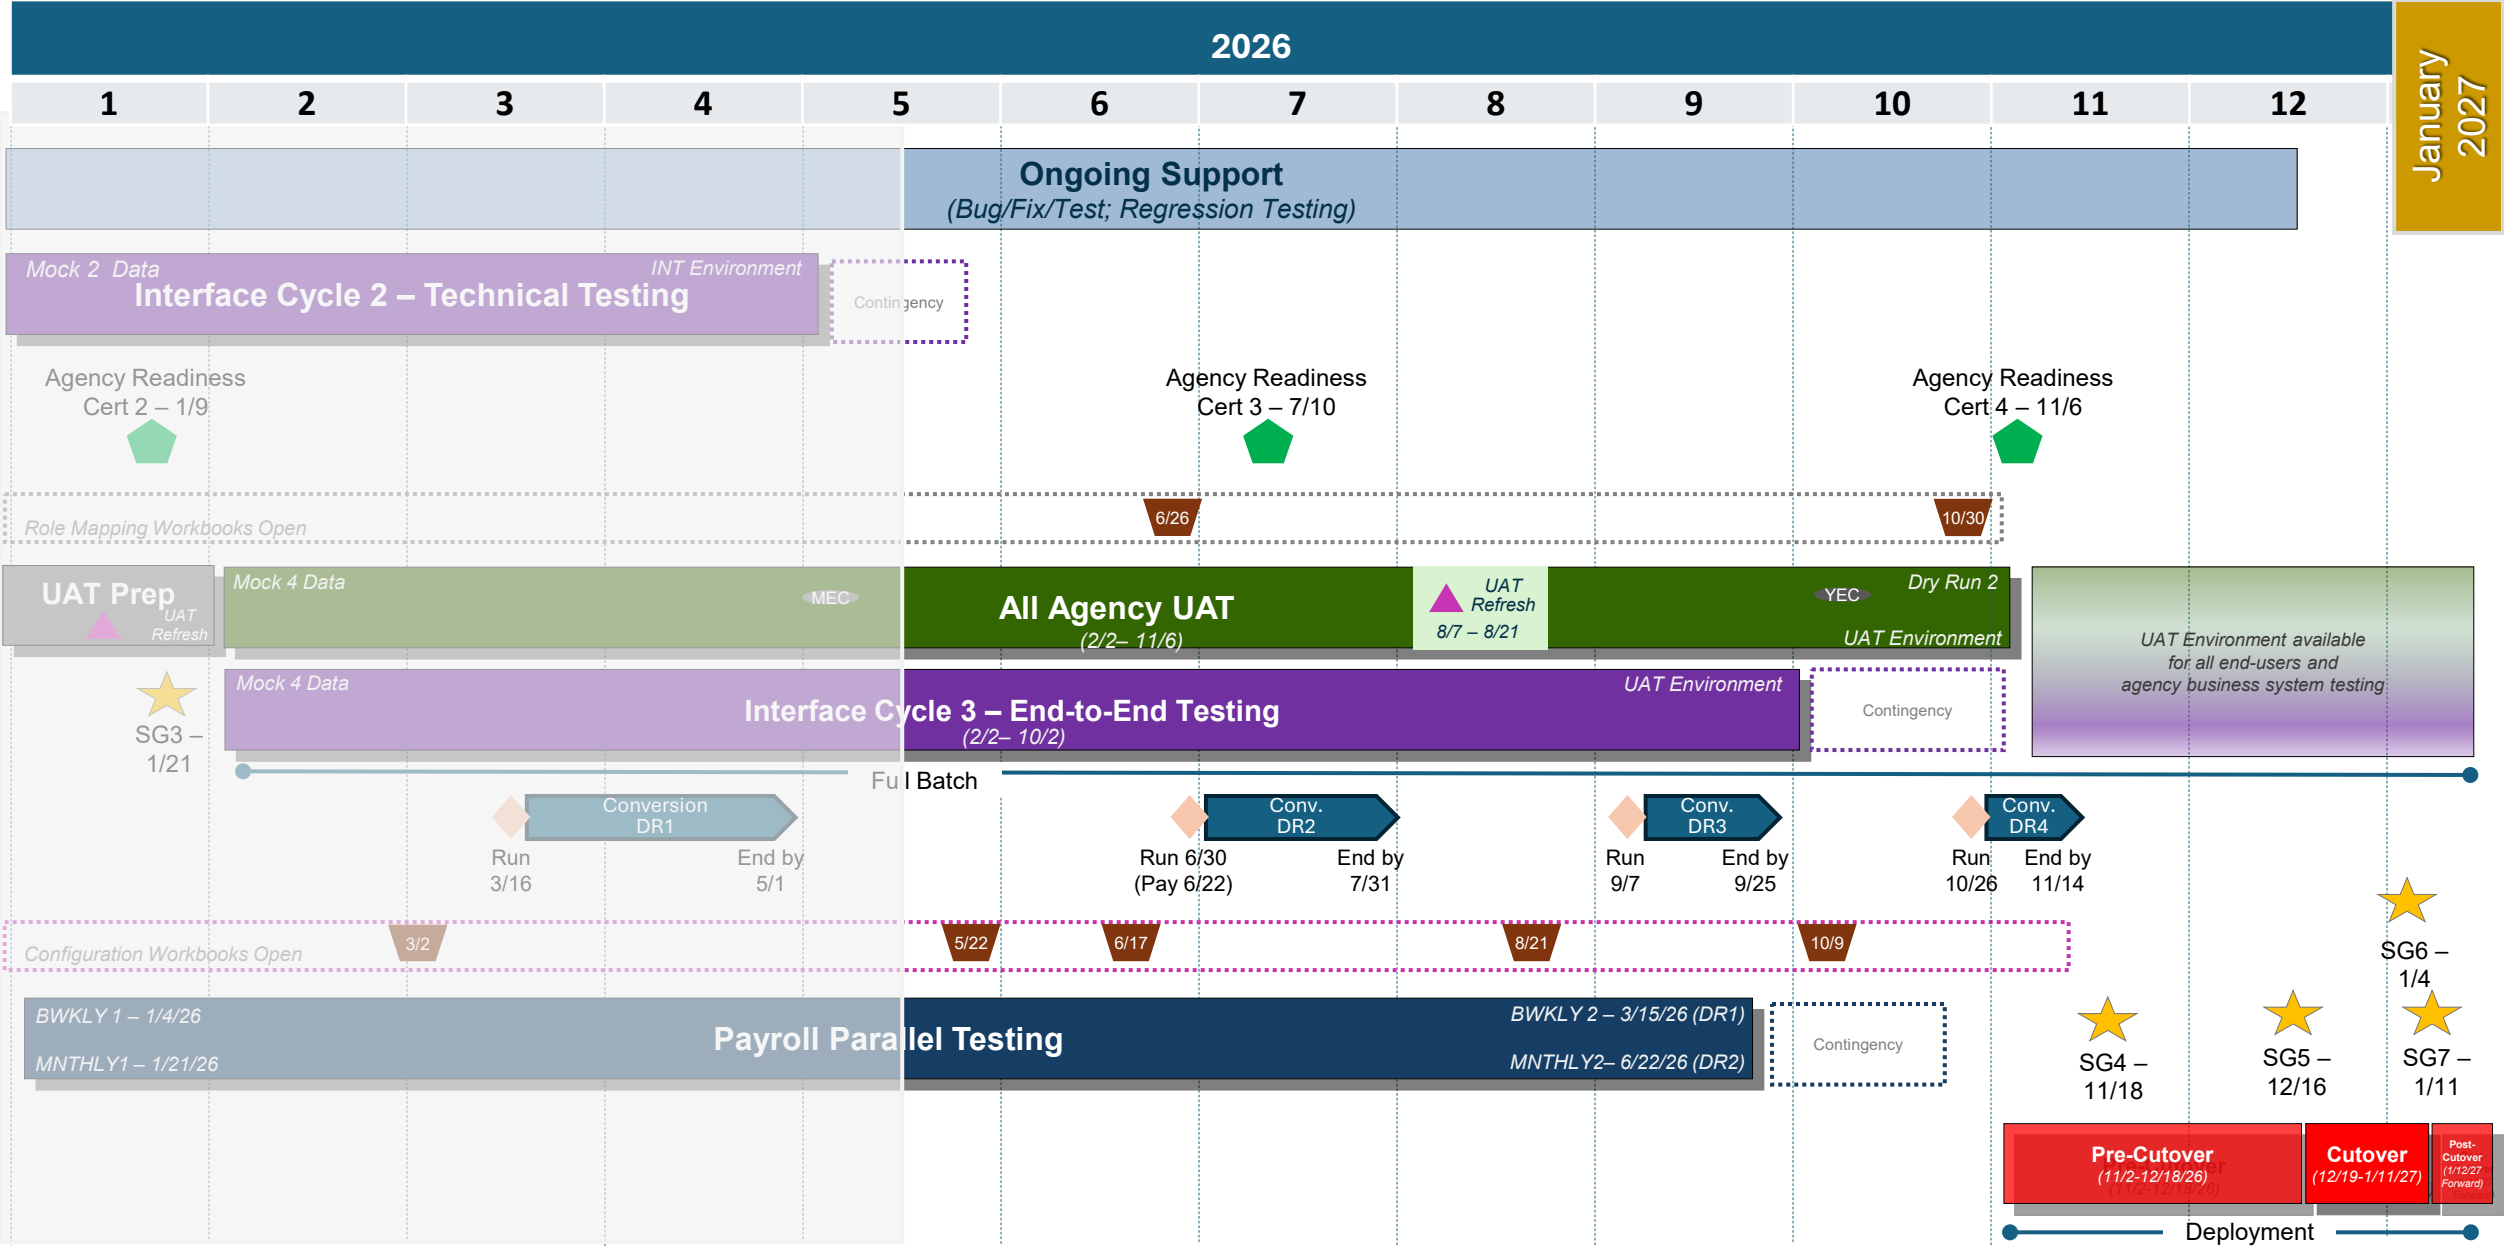 2026
January
2027
1 2 3 4 5 6 7 8 9 10 11 12
Ongoing Support
(Bug/Fix/Test; Regression Testing)
Mock 2 Data
INT Environment
Interface Cycle 2 – Technical Testing
Contingency
Agency Readiness
Cert 2 – 1/9
Agency Readiness
Cert 3 – 7/10
Agency Readiness
Cert 4 – 11/6
Role Mapping Workbooks Open
6/26
10/30
UAT Prep
UAT
Refresh
Mock 4 Data
MEC
All Agency UAT
(2/2– 11/6)
UAT
Refresh
8/7 – 8/21
YEC
Dry Run 2
UAT Environment
UAT Environment available
for all end-users and
agency business system testing
SG3 –
1/21
Mock 4 Data
UAT Environment
Interface Cycle 3 – End-to-End Testing
(2/2– 10/2)
Contingency
Full Batch
Conversion
DR1
Run
3/16
End by
5/1
Conv.
DR2
Run 6/30
(Pay 6/22)
End by
7/31
Conv.
DR3
Run
9/7
End by
9/25
Conv.
DR4
Run
10/26
End by
11/14
Configuration Workbooks Open
3/2
5/22
6/17
8/21
10/9
SG6 –
1/4
BWKLY 1 – 1/4/26
MNTHLY1 – 1/21/26
Payroll Parallel Testing
BWKLY 2 – 3/15/26 (DR1)
MNTHLY2– 6/22/26 (DR2)
Contingency
SG4 –
11/18
SG5 –
12/16
SG7 –
1/11
Pre-Cutover
(11/2-12/18/26)
Cutover
(12/19-1/11/27)
Post-
Cutover
(1/12/27
Forward)
Deployment